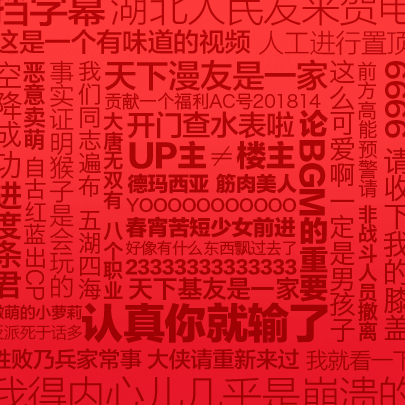 挡字幕 湖北人民发来贺电
这是一个有味道的视频 人工进行置顶
空降成功
恶意卖萌
事实证明猴子是会玩的
我们同志遍布五湖四海
天下漫友是一家
贡献一个福利AC号201814
大唐无双有八个职业
开门查水表啦
UP主≠楼主
德玛西亚 筋肉美人
YOOOOOOOOOOO
春宵苦短少女前进
好像有什么东西飘过去了
2333333333333
天下基友是一家
论BGM的重要
这么可爱啊一定是男孩子
前方高能预警请
非战斗人员撤离
6666
请收下我的膝盖
进度条君
自古红蓝出CP
敝萌的小萝莉
反派死于话多
认真你就输了
胜败乃兵家常事 大侠请重新来过 我就看一下
我得内心儿几乎是崩溃的